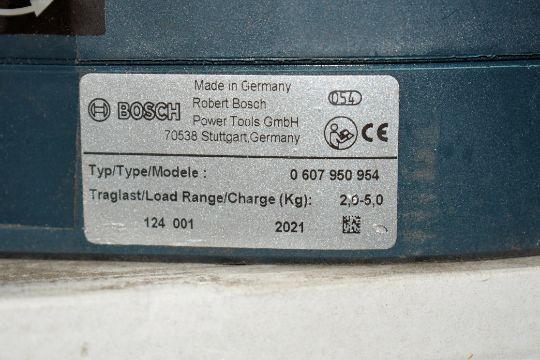 Made in Germany
BOSCH
Robert Bosch
Power Tools GmbH
70538 Stuttgart,Germany
054
CE
Typ/Type/Modele : 0 607 950 954
Traglast/Load Range/Charge (Kg): 2,0-5,0
124 001 2021